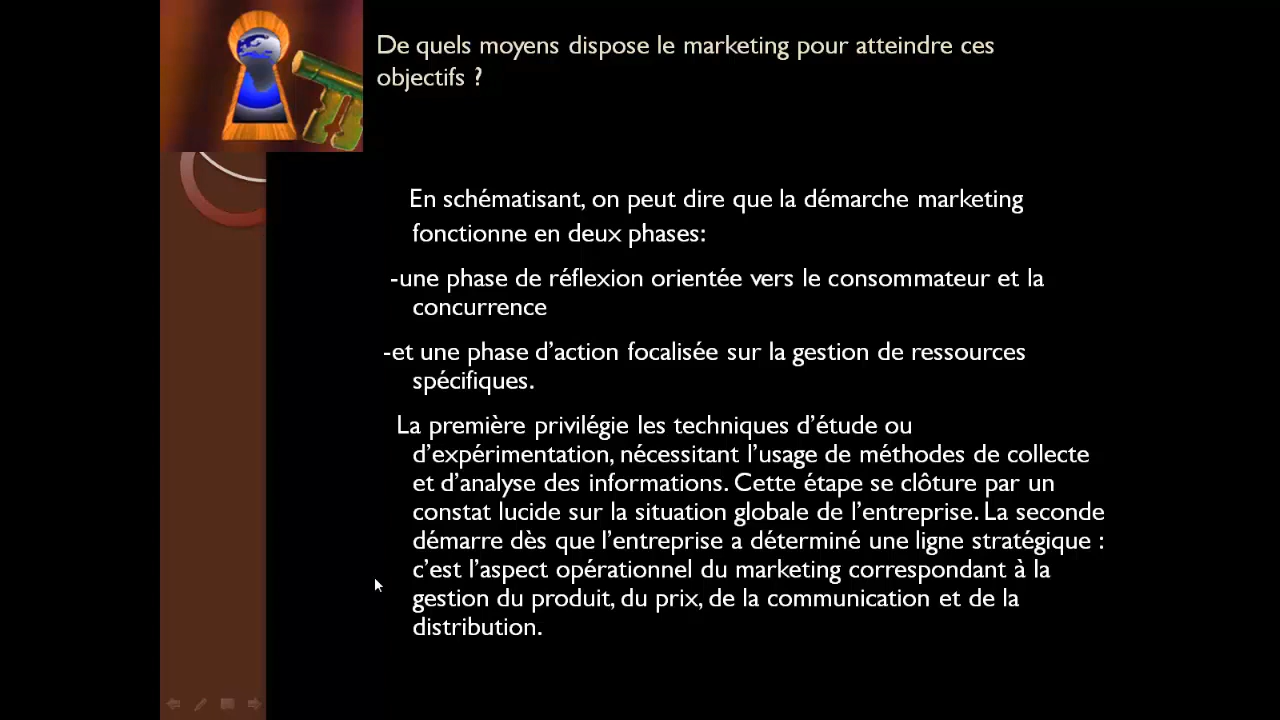 De quels moyens dispose le marketing pour atteindre ces
objectifs ?
En schématisant, on peut dire que la démarche marketing
fonctionne en deux phases:
-une phase de réflexion orientée vers le consommateur et la
concurrence
-et une phase d’action focalisée sur la gestion de ressources
spécifiques.
La première privilégie les techniques d’étude ou
d’expérimentation, nécessitant l’usage de méthodes de collecte
et d’analyse des informations. Cette étape se clôture par un
constat lucide sur la situation globale de l’entreprise. La seconde
démarre dès que l’entreprise a déterminé une ligne stratégique :
c’est l’aspect opérationnel du marketing correspondant à la
gestion du produit, du prix, de la communication et de la
distribution.